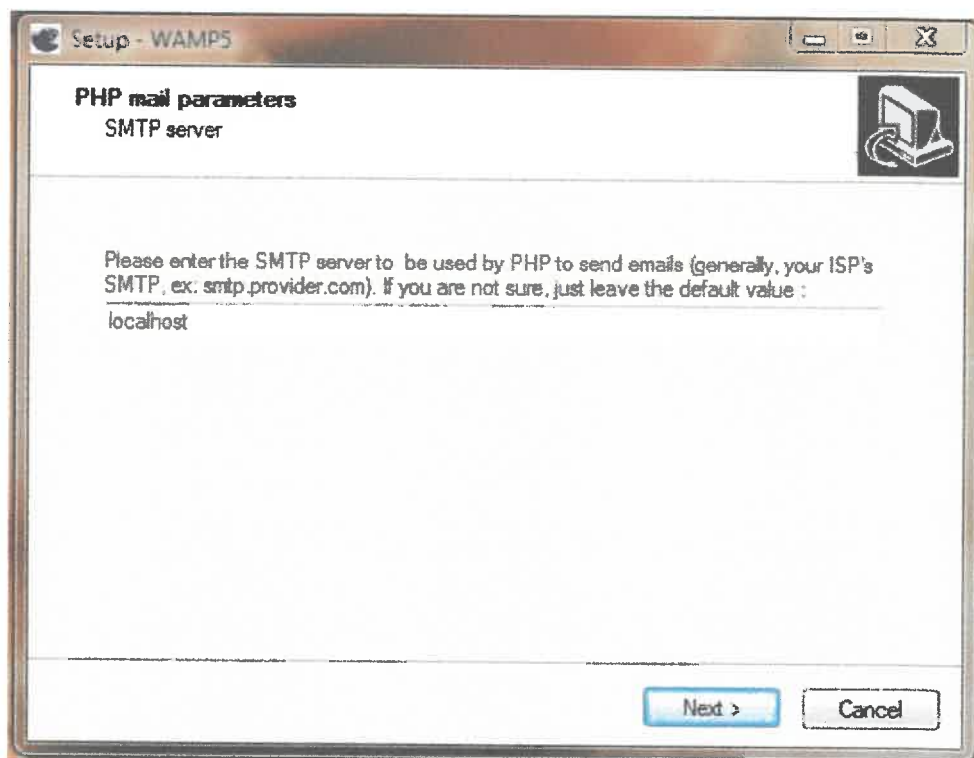 Setup - WAMP5
PHP mail parameters
SMTP server
Please enter the SMTP server to be used by PHP to send emails (generally, your ISP's
SMTP, ex: smtp.provider.com). If you are not sure, just leave the default value :
localhost
Next >
Cancel